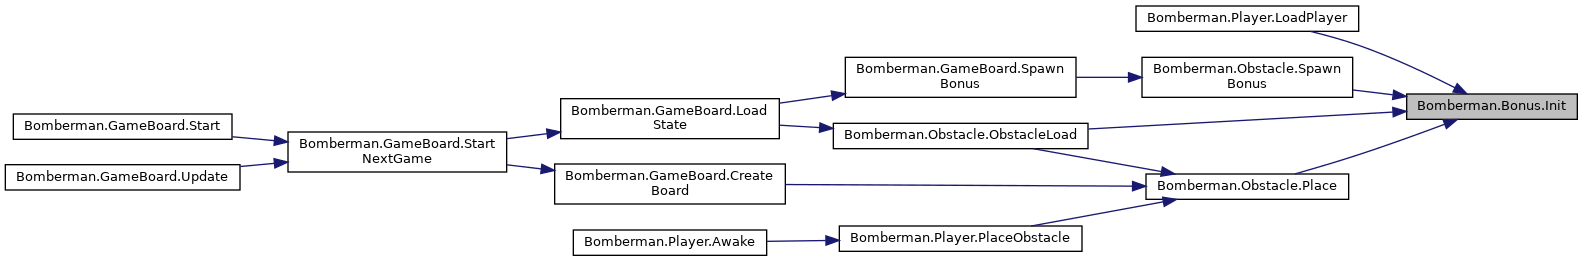 Bomberman.Player.LoadPlayer
Bomberman.GameBoard.Spawn
Bonus
Bomberman.Obstacle.Spawn
Bonus
Bomberman.Bonus.Init
Bomberman.GameBoard.Load
State
Bomberman.GameBoard.Start
Bomberman.Obstacle.ObstacleLoad
Bomberman.GameBoard.Start
NextGame
Bomberman.GameBoard.Update
Bomberman.GameBoard.Create
Board
Bomberman.Obstacle.Place
Bomberman.Player.Awake
Bomberman.Player.PlaceObstacle